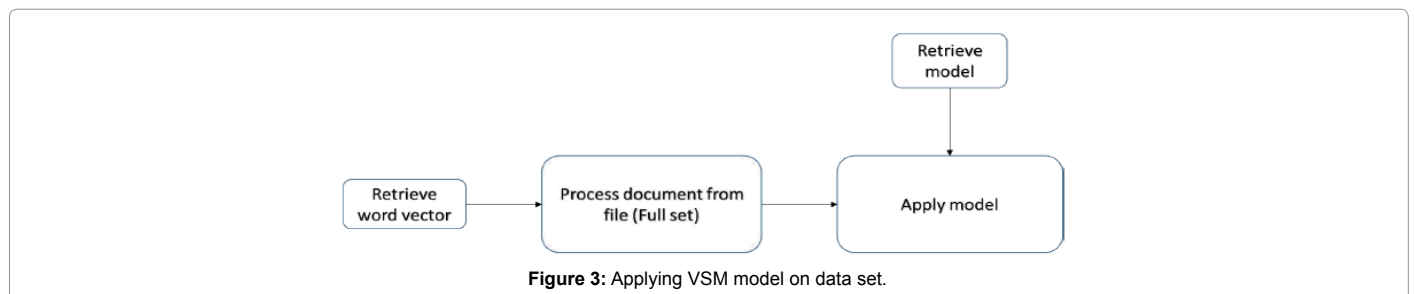 Retrieve
model
Retrieve
word vector
Process document from
file (Full set)
Apply model
Figure 3: Applying VSM model on data set.